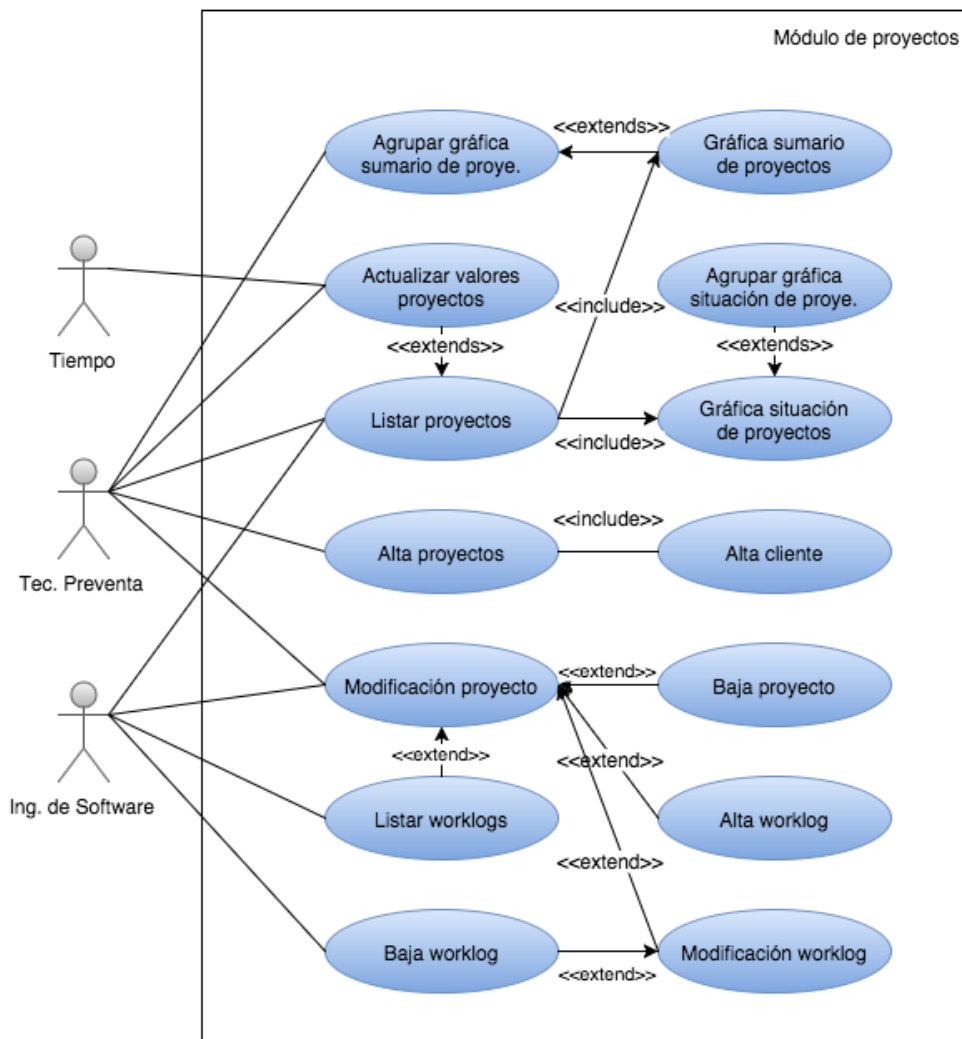 Módulo de proyectos
<<extends>>
Agrupar gráfica
sumario de proye.
Gráfica sumario
de proyectos
Tiempo
Actualizar valores
proyectos
Agrupar gráfica
situación de proye.
<<include>>
<<extends>>
<<extends>>
Listar proyectos
Gráfica situación
de proyectos
<<include>>
Tec. Preventa
<<include>>
Alta proyectos
Alta cliente
Ing. de Software
Modificación proyecto
<<extend>>
Baja proyecto
<<extend>>
<<extend>>
Listar worklogs
Alta worklog
<<extend>>
Baja worklog
<<extend>>
Modificación worklog